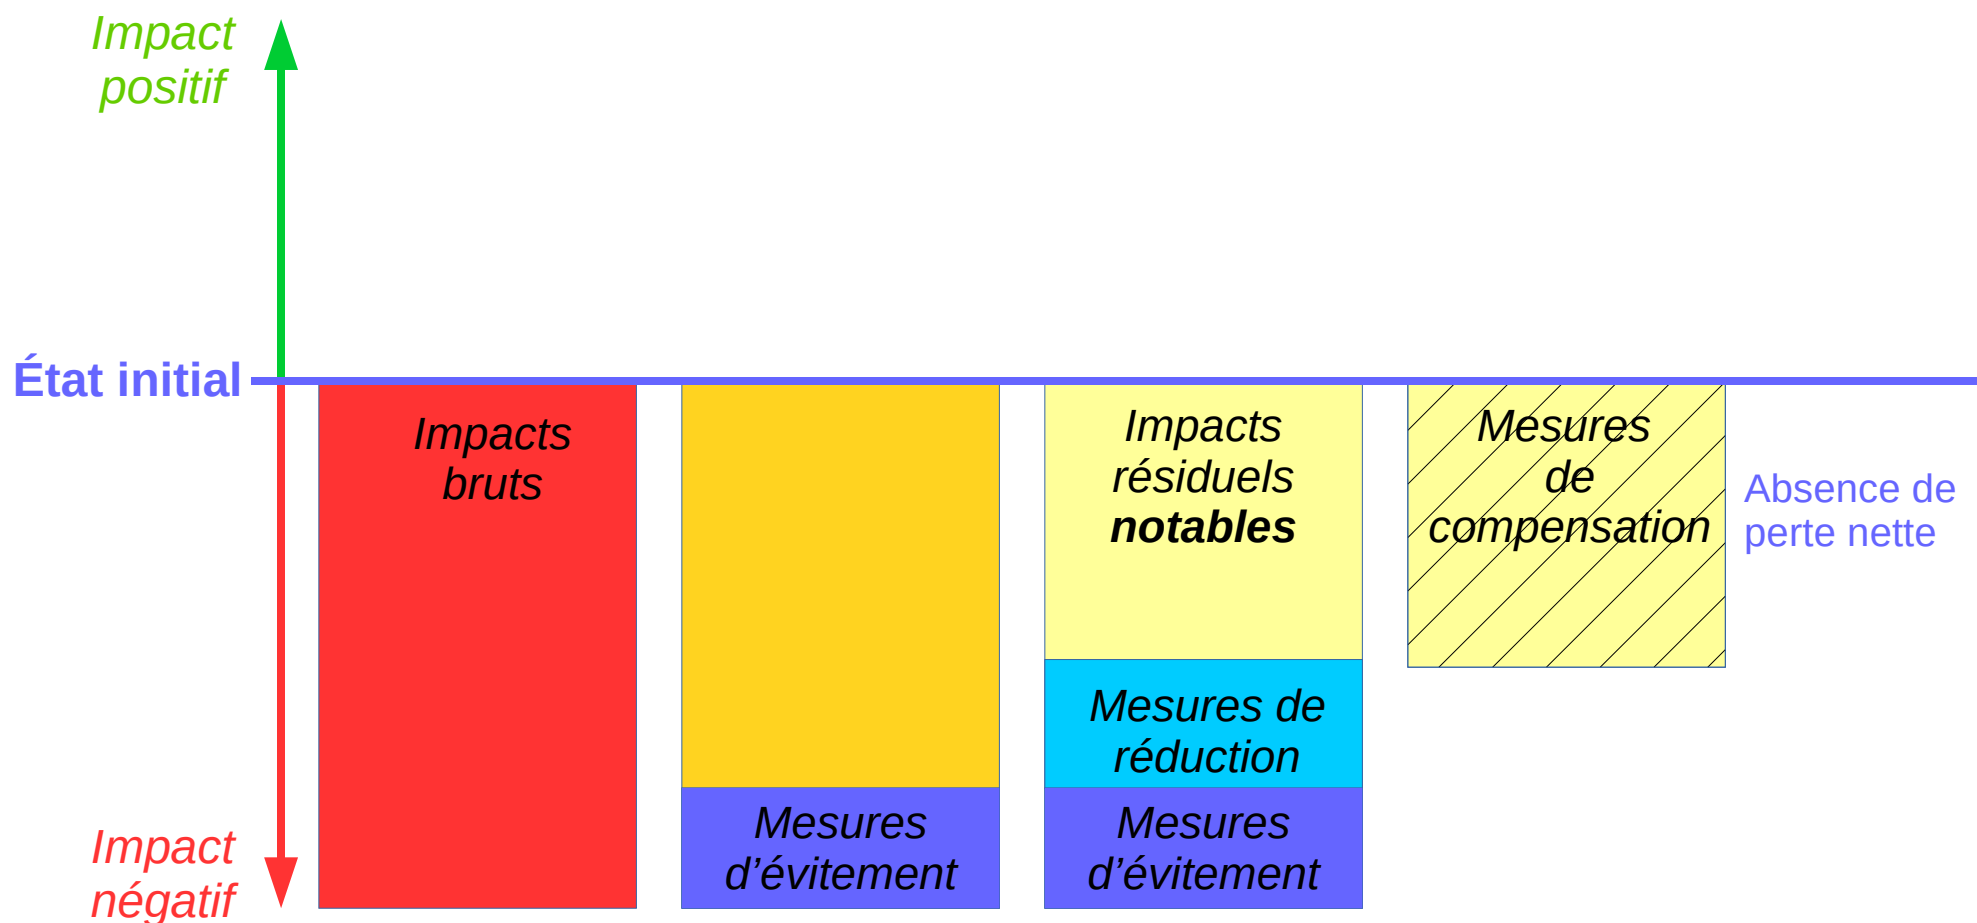 Impact
positif
État initial
Impact
négatif
Impacts
bruts
Mesures
d’évitement
Impacts
résiduels
notables
Mesures de
réduction
Mesures
d’évitement
Mesures
de
compensation
Absence de
perte nette